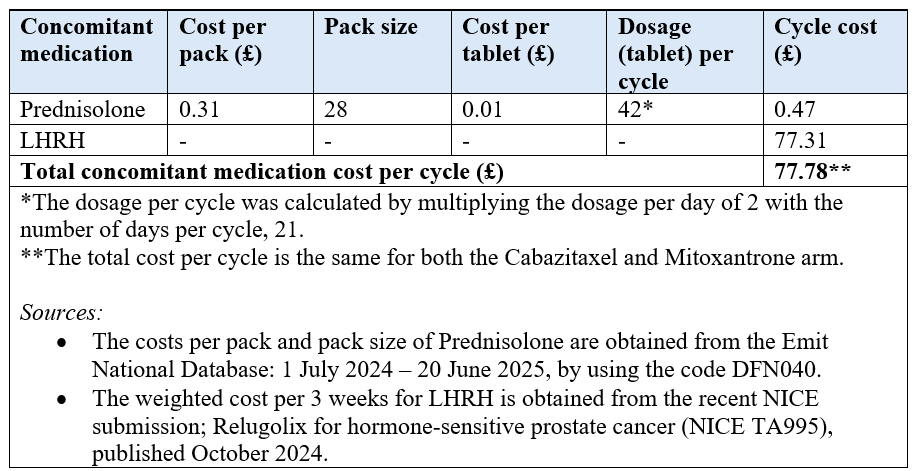 Concomitant medication Cost per pack (£) Pack size Cost per tablet (£) Dosage (tablet) per cycle Cycle cost (£)
Prednisolone 0.31 28 0.01 42* 0.47
LHRH - - - - 77.31
Total concomitant medication cost per cycle (£) 77.78**
*The dosage per cycle was calculated by multiplying the dosage per day of 2 with the
number of days per cycle, 21.
**The total cost per cycle is the same for both the Cabazitaxel and Mitoxantrone arm.
Sources:
• The costs per pack and pack size of Prednisolone are obtained from the Emit
National Database: 1 July 2024 – 20 June 2025, by using the code DFN040.
• The weighted cost per 3 weeks for LHRH is obtained from the recent NICE
submission; Relugolix for hormone-sensitive prostate cancer (NICE TA995),
published October 2024.